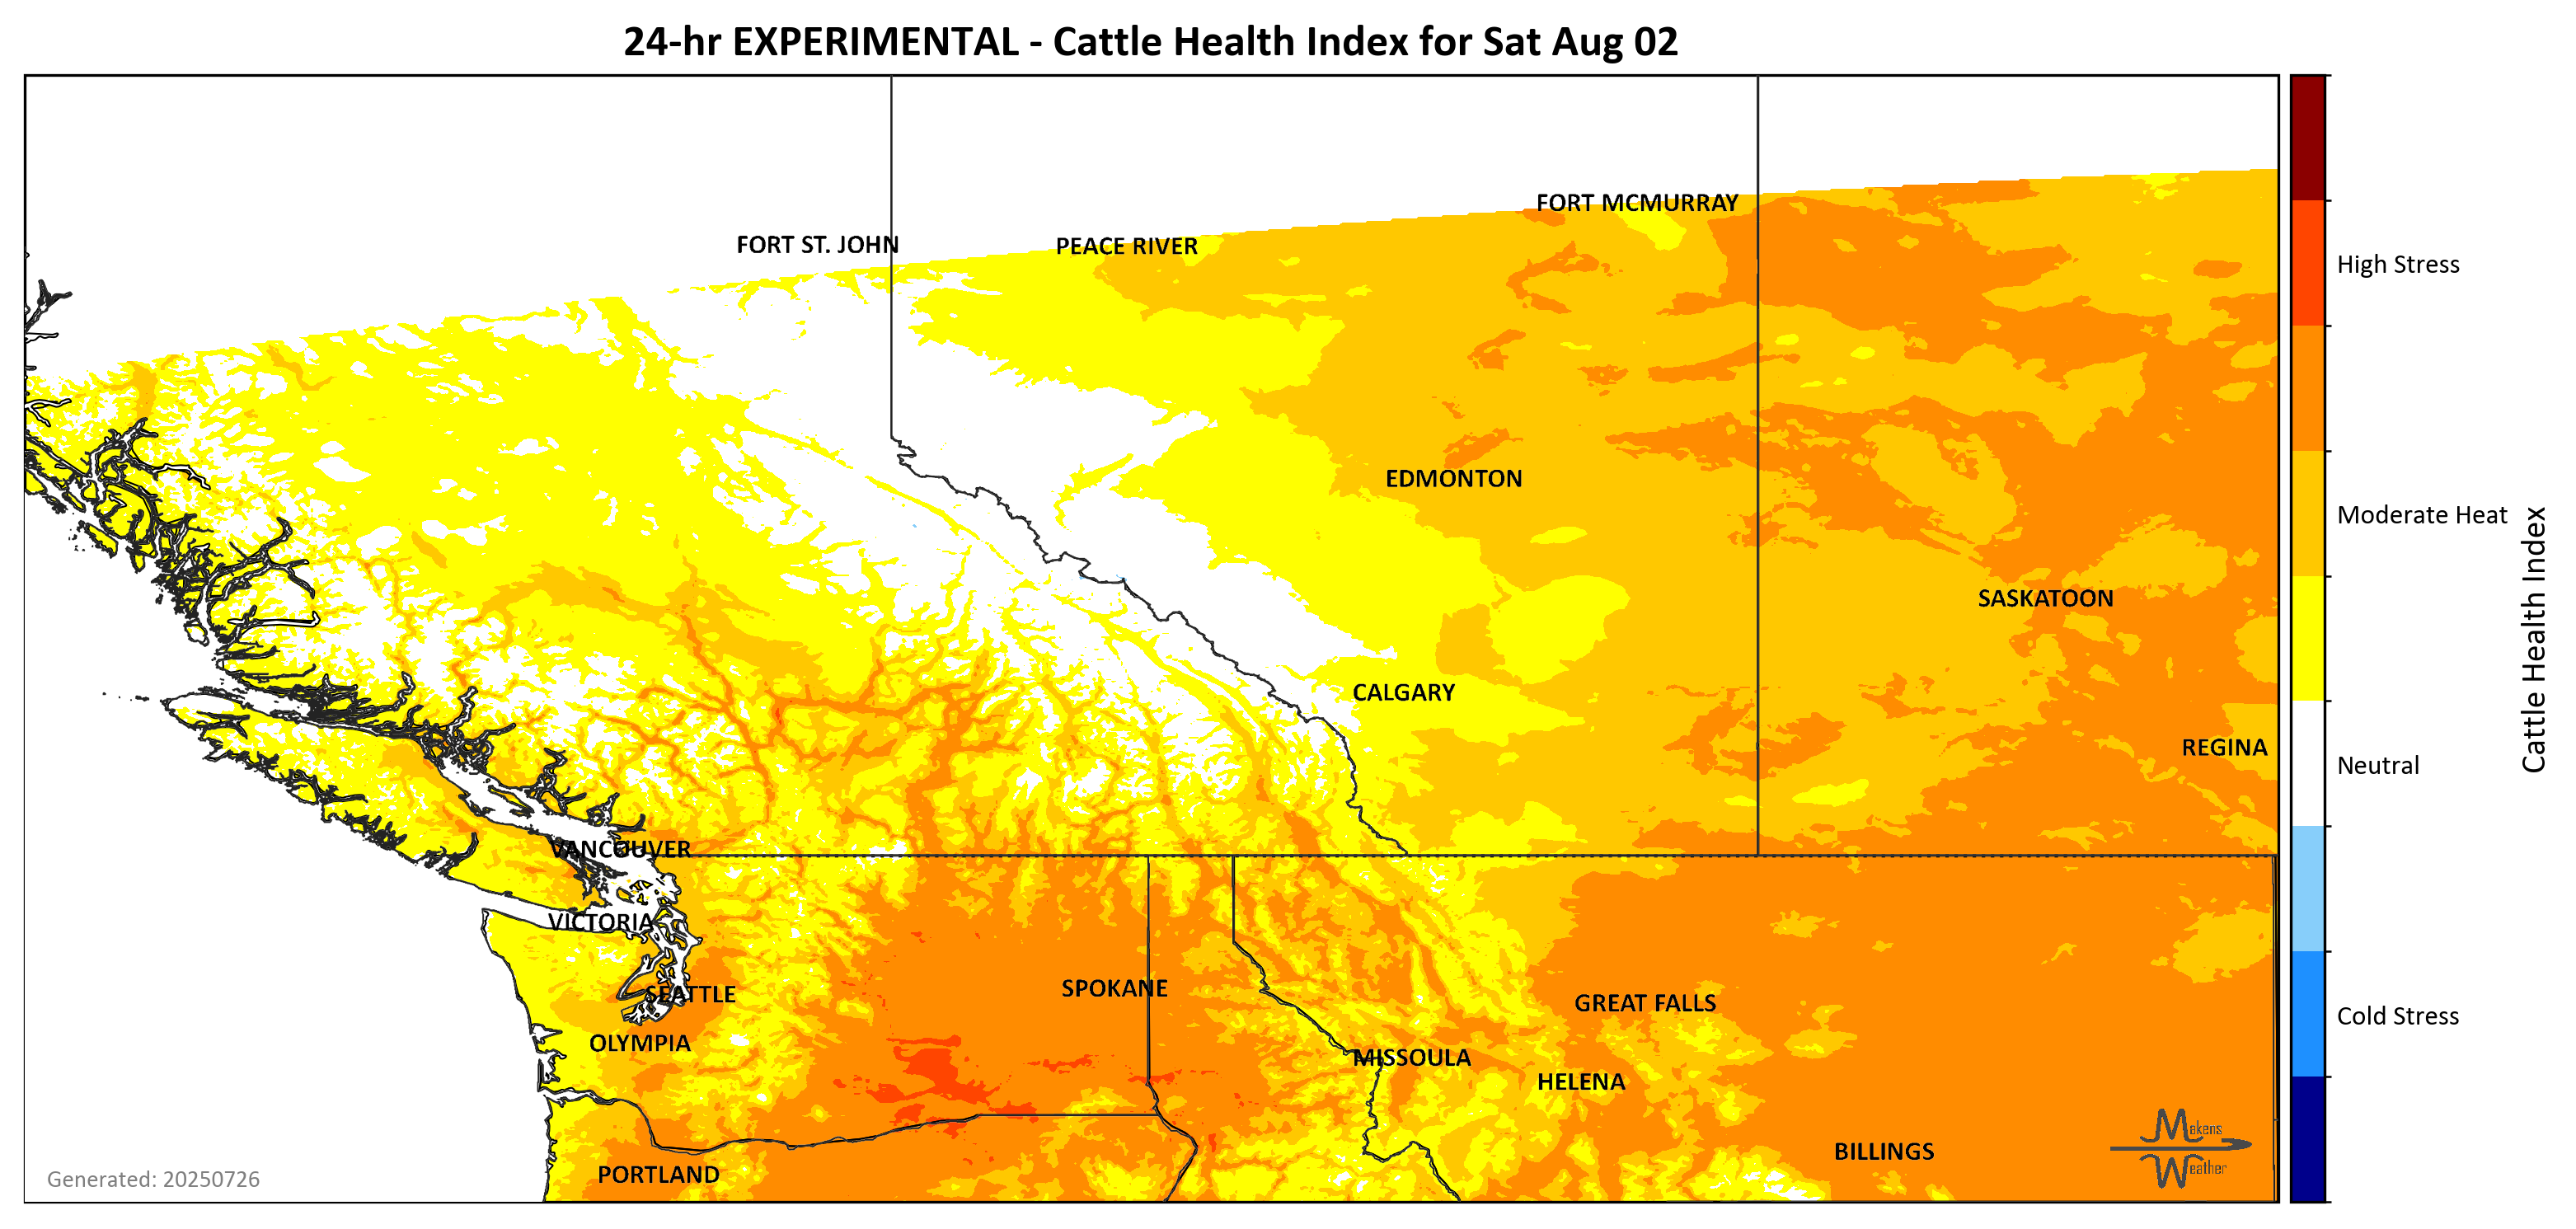 24-hr EXPERIMENTAL - Cattle Health Index for Sat Aug 02
FORT MCMURRAY
FORT ST. JOHN
PEACE RIVER
EDMONTON
SASKATOON
CALGARY
REGINA
VANCOUVER
VICTORIA
SEATTLE
SPOKANE
GREAT FALLS
OLYMPIA
MISSOULA
HELENA
PORTLAND
BILLINGS
Makens
Weather
Generated: 20250726
High Stress
Moderate Heat
Neutral
Cold Stress
Cattle Health Index